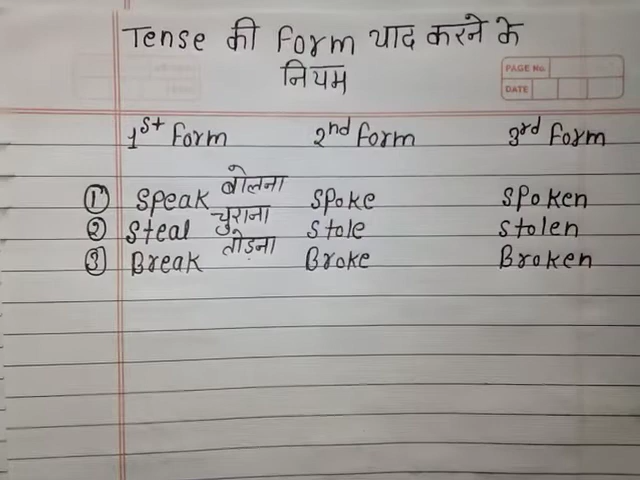 Tense की Form याद करने के
नियम
PAGE No.
DATE
1st form 2nd form 3rd form
① Speak बोलना Spoke Spoken
② Steal चुराना Stole Stolen
③ Break तोड़ना Broke Broken